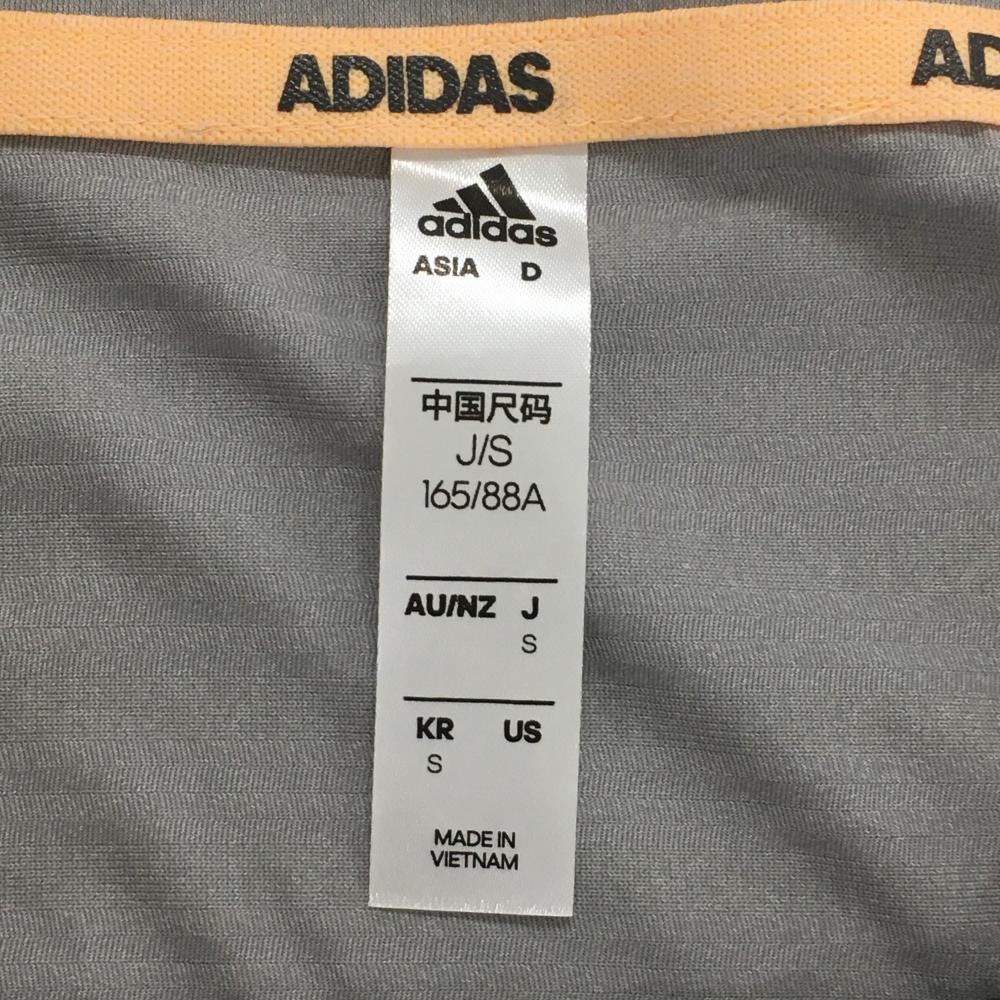 ADIDAS
AD
adidas
ASIA D
中国尺码
J/S
165/88A
AU/NZ J
S
KR US
S
MADE IN
VIETNAM